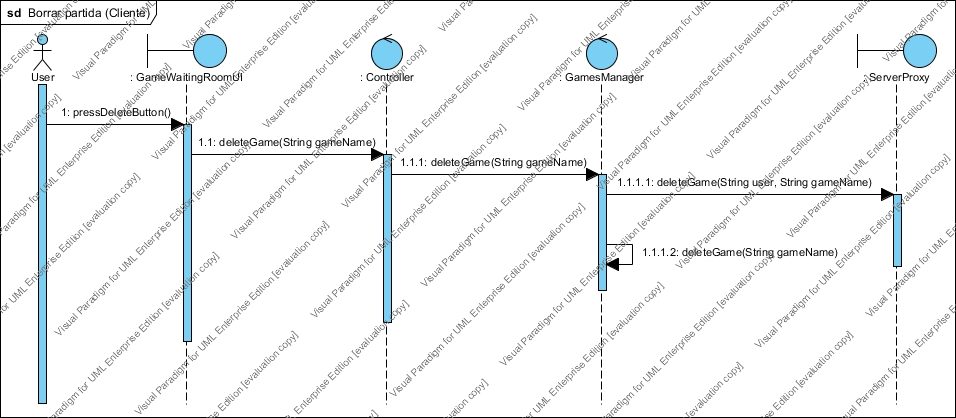 sd Borrar partida (Cliente)
User
: GameWaitingRoomUI
: Controller
: GamesManager
: ServerProxy
1: pressDeleteButton()
1.1: deleteGame(String gameName)
1.1.1: deleteGame(String gameName)
1.1.1.1: deleteGame(String user, String gameName)
1.1.1.2: deleteGame(String gameName)
Visual Paradigm for UML Enterprise Edition [evaluation copy]